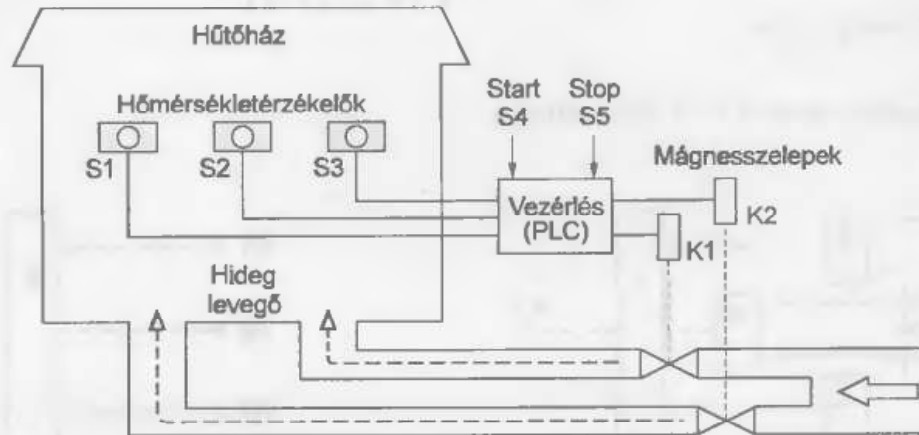 Hűtőház
Hőmérsékletérzékelők
S1
S2
S3
Start
S4
Stop
S5
Mágnesszelepek
Vezérlés
(PLC)
K2
K1
Hideg
levegő